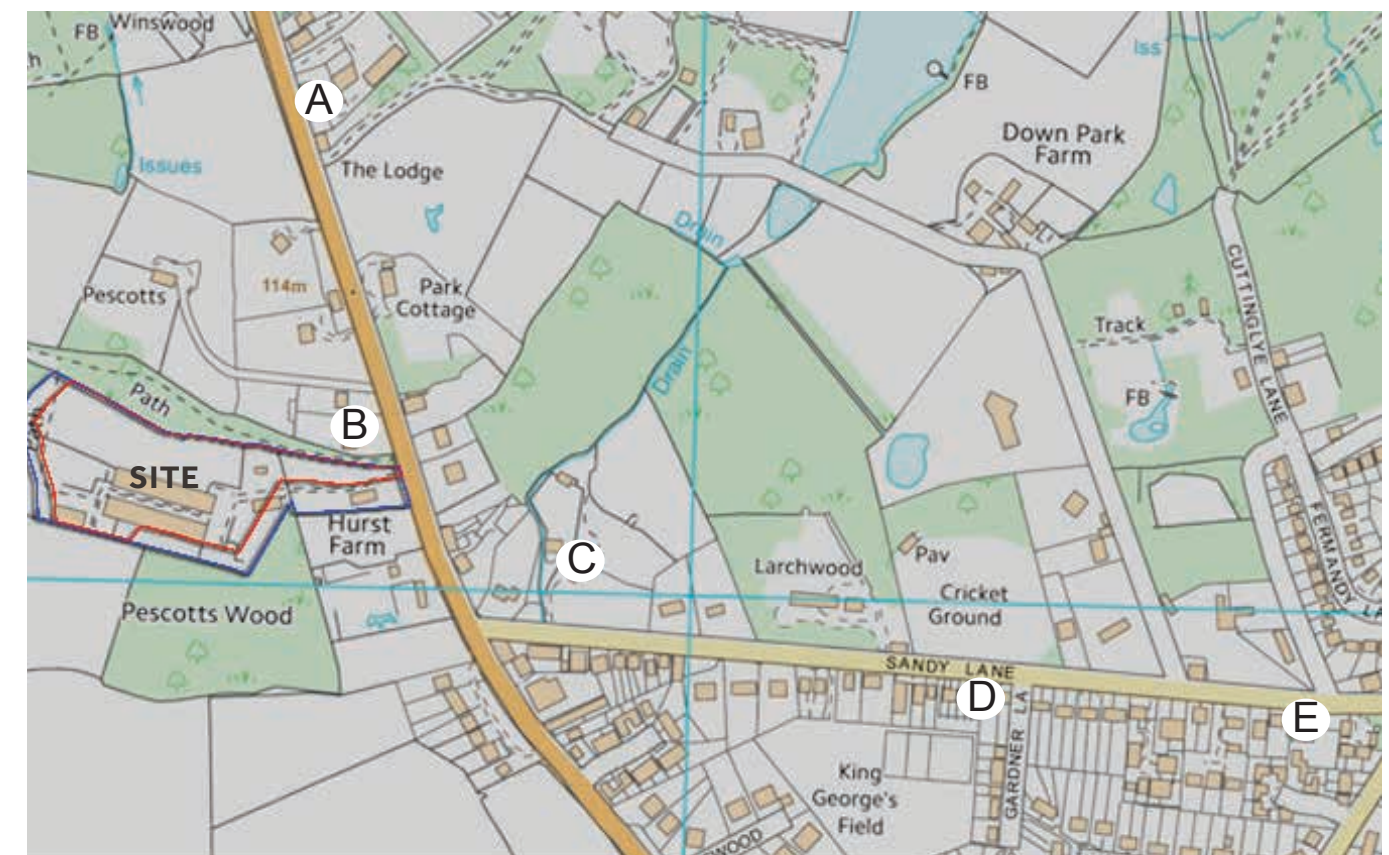 FB
Winswood
h
A
Iss
FB
Down Park
Farm
Issues
The Lodge
Drain
CUTTINGLYE LANE
114m
Park
Cottage
Pescotts
Track
Drain
FB
Path
B
SITE
FERMANDY LA
Hurst
Farm
C
Larchwood
Pav
Cricket
Ground
Pescotts Wood
SANDY LANE
D
E
GARDNER LA
King
George's
Field
WOOD